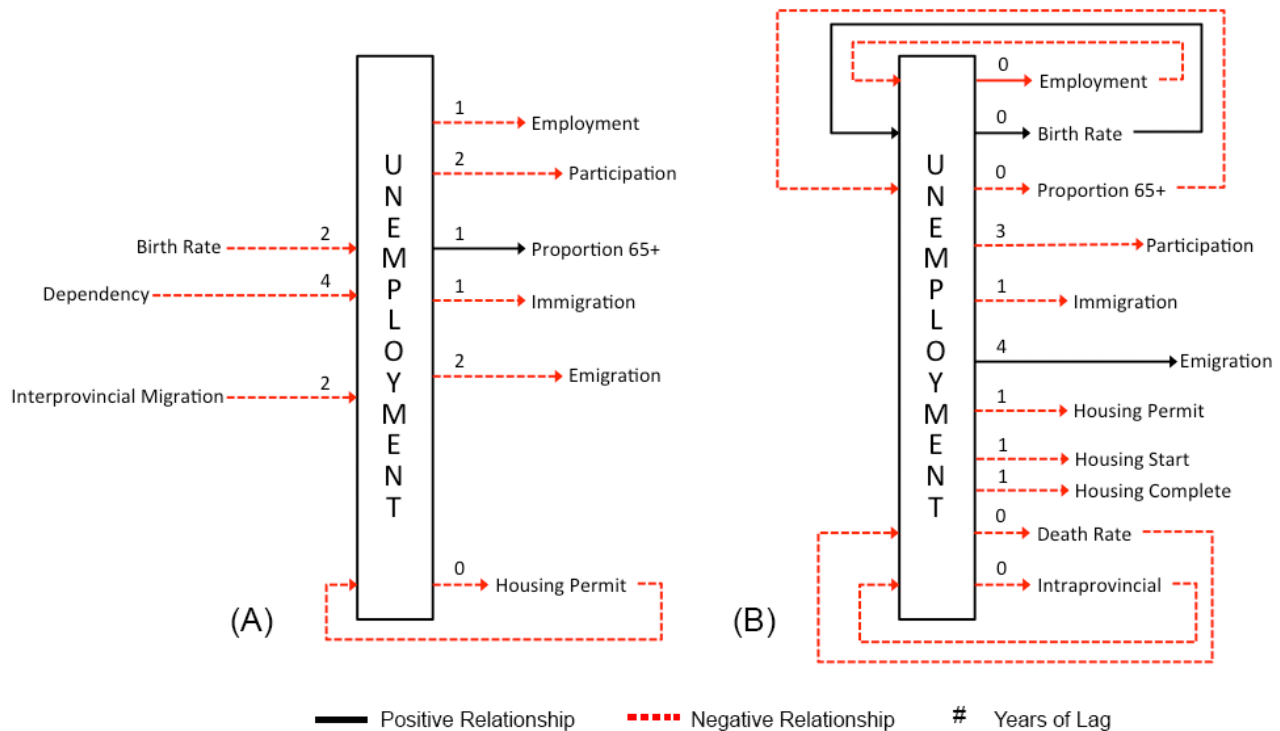 1
Employment
2
Participation
Birth Rate
2
1
Proportion 65+
Dependency
4
1
Immigration
2
Emigration
Interprovincial Migration
2
UNEMPLOYMENT
0
Housing Permit
(A)
0
Employment
0
Birth Rate
0
Proportion 65+
3
Participation
1
Immigration
4
Emigration
1
Housing Permit
1
Housing Start
1
Housing Complete
0
Death Rate
0
Intraprovincial
UNEMPLOYMENT
(B)
Positive Relationship
Negative Relationship
# Years of Lag